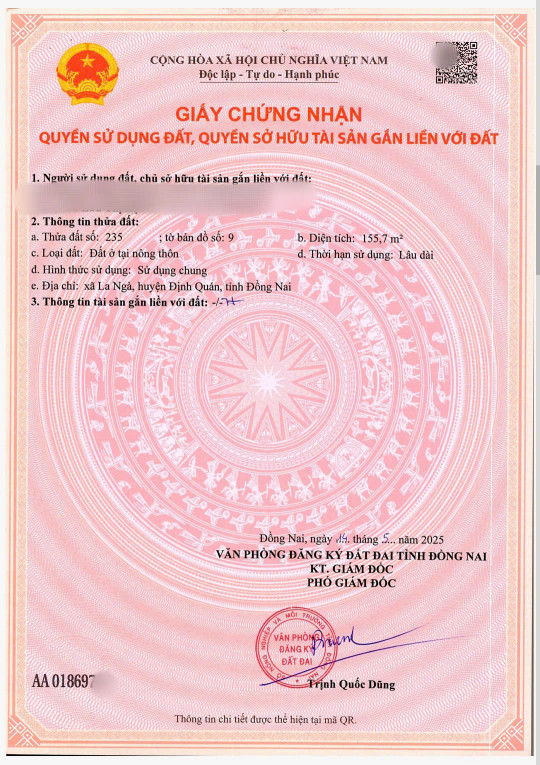 CỘNG HÒA XÃ HỘI CHỦ NGHĨA VIỆT NAM
Độc lập - Tự do - Hạnh phúc
GIẤY CHỨNG NHẬN
QUYỀN SỬ DỤNG ĐẤT, QUYỀN SỞ HỮU TÀI SẢN GẮN LIỀN VỚI ĐẤT
1. Người sử dụng đất, chủ sở hữu tài sản gắn liền với đất:
2. Thông tin thửa đất:
a. Thửa đất số: 235 ; tờ bản đồ số: 9 b. Diện tích: 155,7 m²
c. Loại đất: Đất ở tại nông thôn d. Thời hạn sử dụng: Lâu dài
đ. Hình thức sử dụng: Sử dụng chung
e. Địa chỉ: xã La Ngà, huyện Định Quán, tỉnh Đồng Nai
3. Thông tin tài sản gắn liền với đất: -/-
Đồng Nai, ngày 14 tháng 5 năm 2025
VĂN PHÒNG ĐĂNG KÝ ĐẤT ĐAI TỈNH ĐỒNG NAI
KT. GIÁM ĐỐC
PHÓ GIÁM ĐỐC
VĂN PHÒNG
ĐĂNG KÝ
ĐẤT ĐAI
Trịnh Quốc Dũng
AA 018697
Thông tin chi tiết được thể hiện tại mã QR.